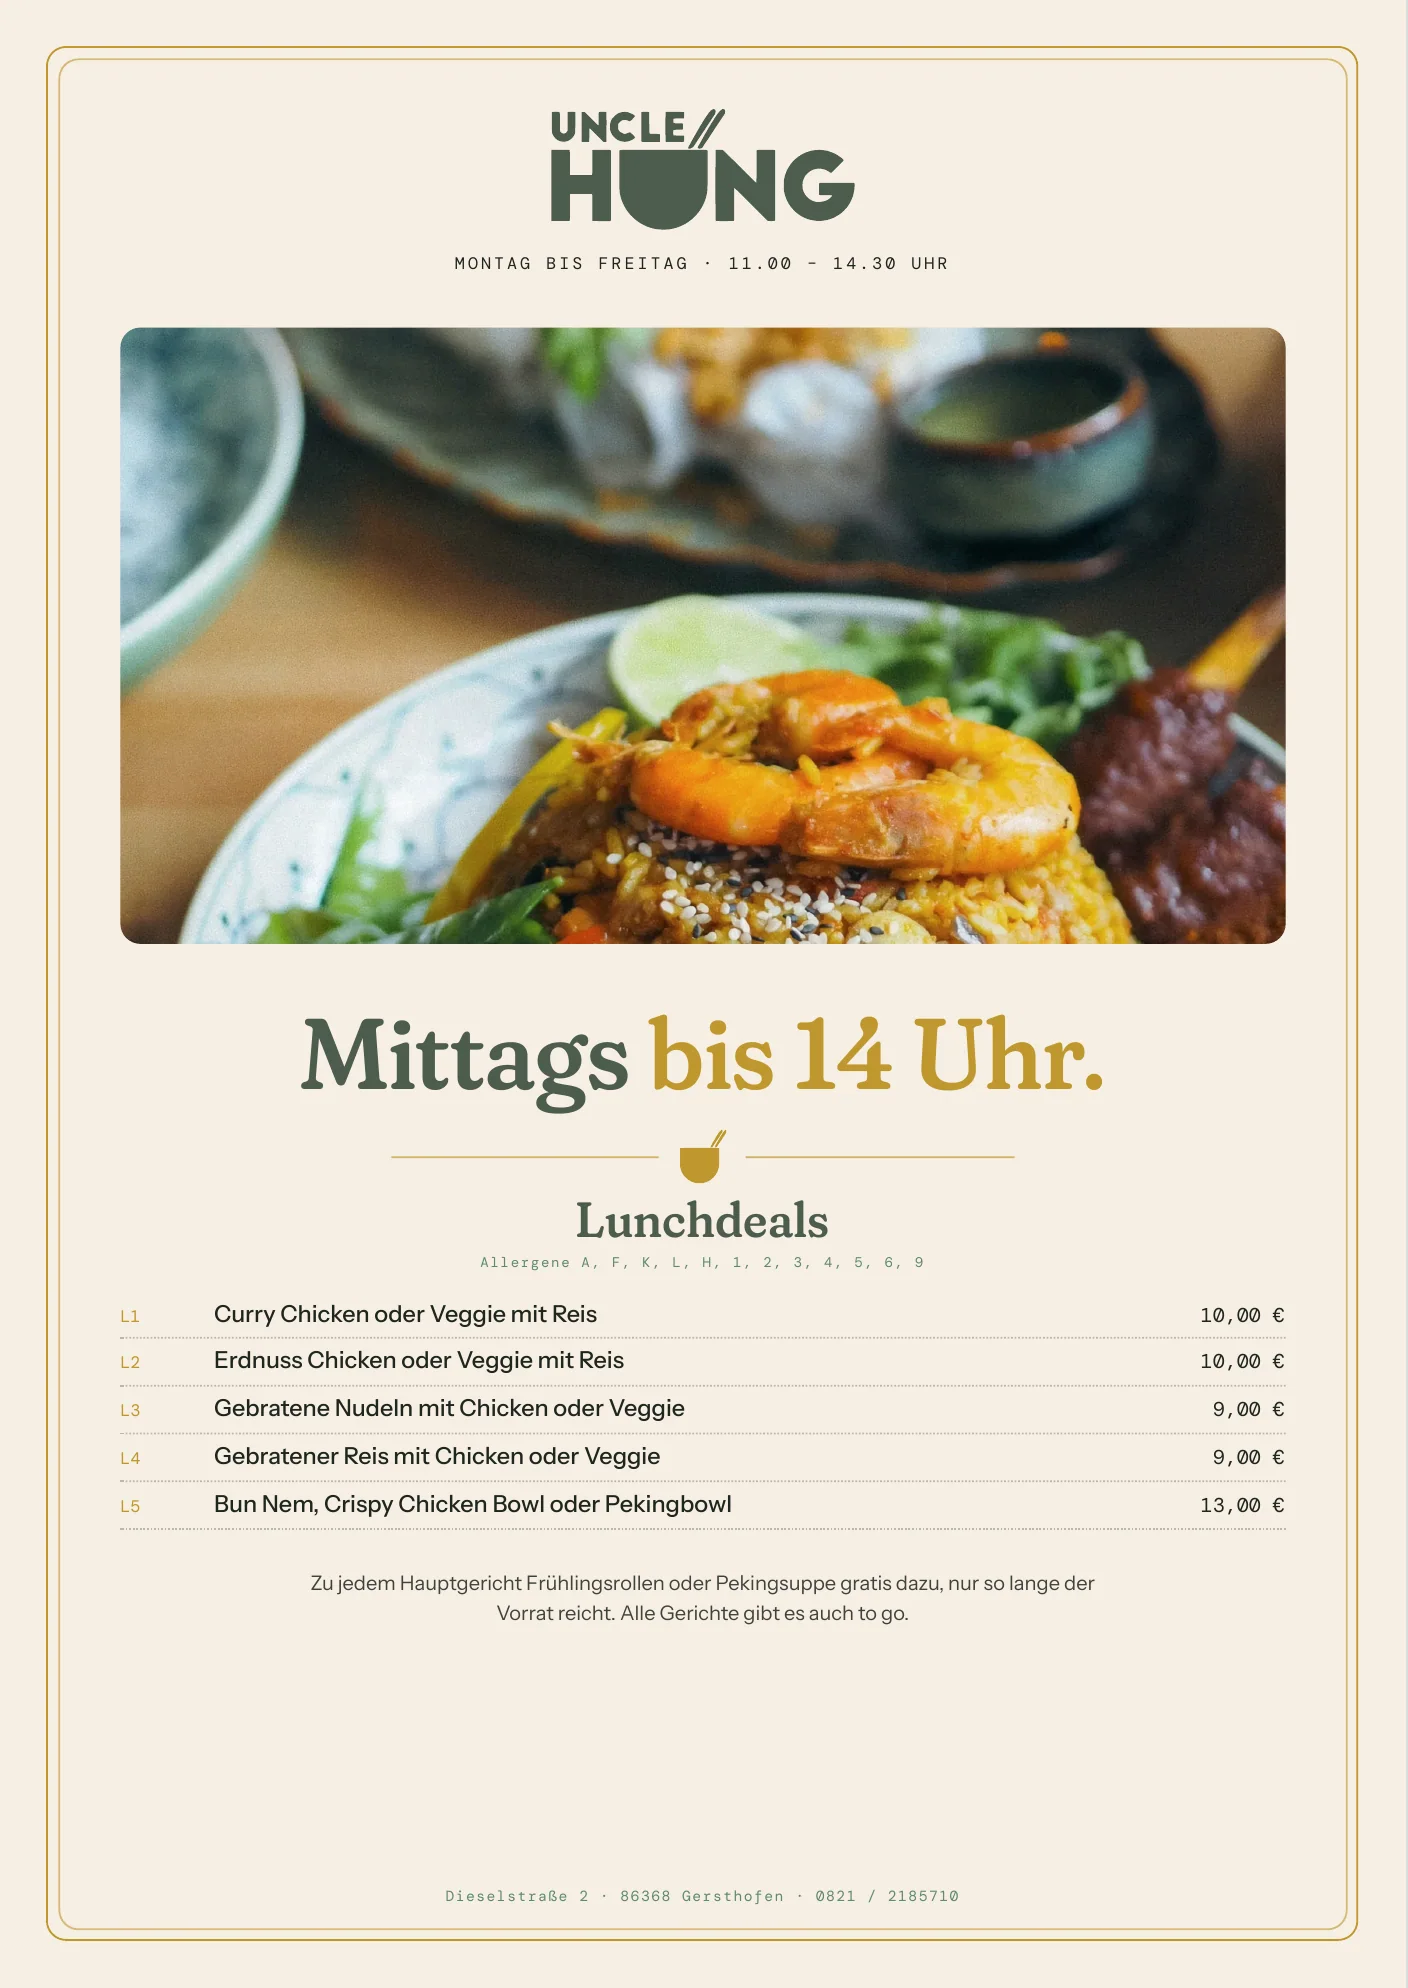 UNCLE
HUNG
MONTAG BIS FREITAG · 11.00 – 14.30 UHR
Mittags bis 14 Uhr.
Lunchdeals
Allergene A, F, K, L, H, 1, 2, 3, 4, 5, 6, 9
L1 Curry Chicken oder Veggie mit Reis 10,00 €
L2 Erdnuss Chicken oder Veggie mit Reis 10,00 €
L3 Gebratene Nudeln mit Chicken oder Veggie 9,00 €
L4 Gebratener Reis mit Chicken oder Veggie 9,00 €
L5 Bun Nem, Crispy Chicken Bowl oder Pekingbowl 13,00 €
Zu jedem Hauptgericht Frühlingsrollen oder Pekingsuppe gratis dazu, nur so lange der
Vorrat reicht. Alle Gerichte gibt es auch to go.
Dieselstraße 2 · 86368 Gersthofen · 0821 / 2185710